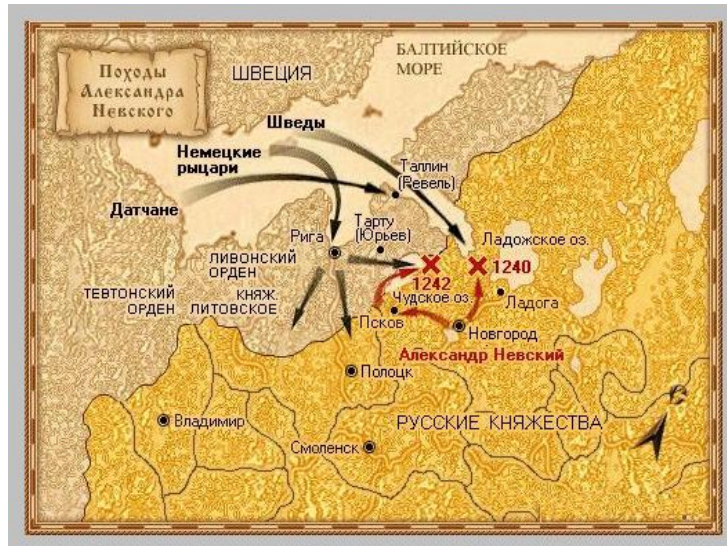 Походы
Александра
Невского
ШВЕЦИЯ
БАЛТИЙСКОЕ
МОРЕ
Шведы
Немецкие
рыцари
Датчане
Таллин
(Ревель)
Тарту
(Юрьев)
Рига
ЛИВОНСКИЙ
ОРДЕН
ТЕВТОНСКИЙ
ОРДЕН
КНЯЖ.
ЛИТОВСКОЕ
Ладожское оз.
1240
1242
Чудское оз.
Ладога
Псков
Новгород
Александр Невский
Полоцк
Владимир
РУССКИЕ КНЯЖЕСТВА
Смоленск
С